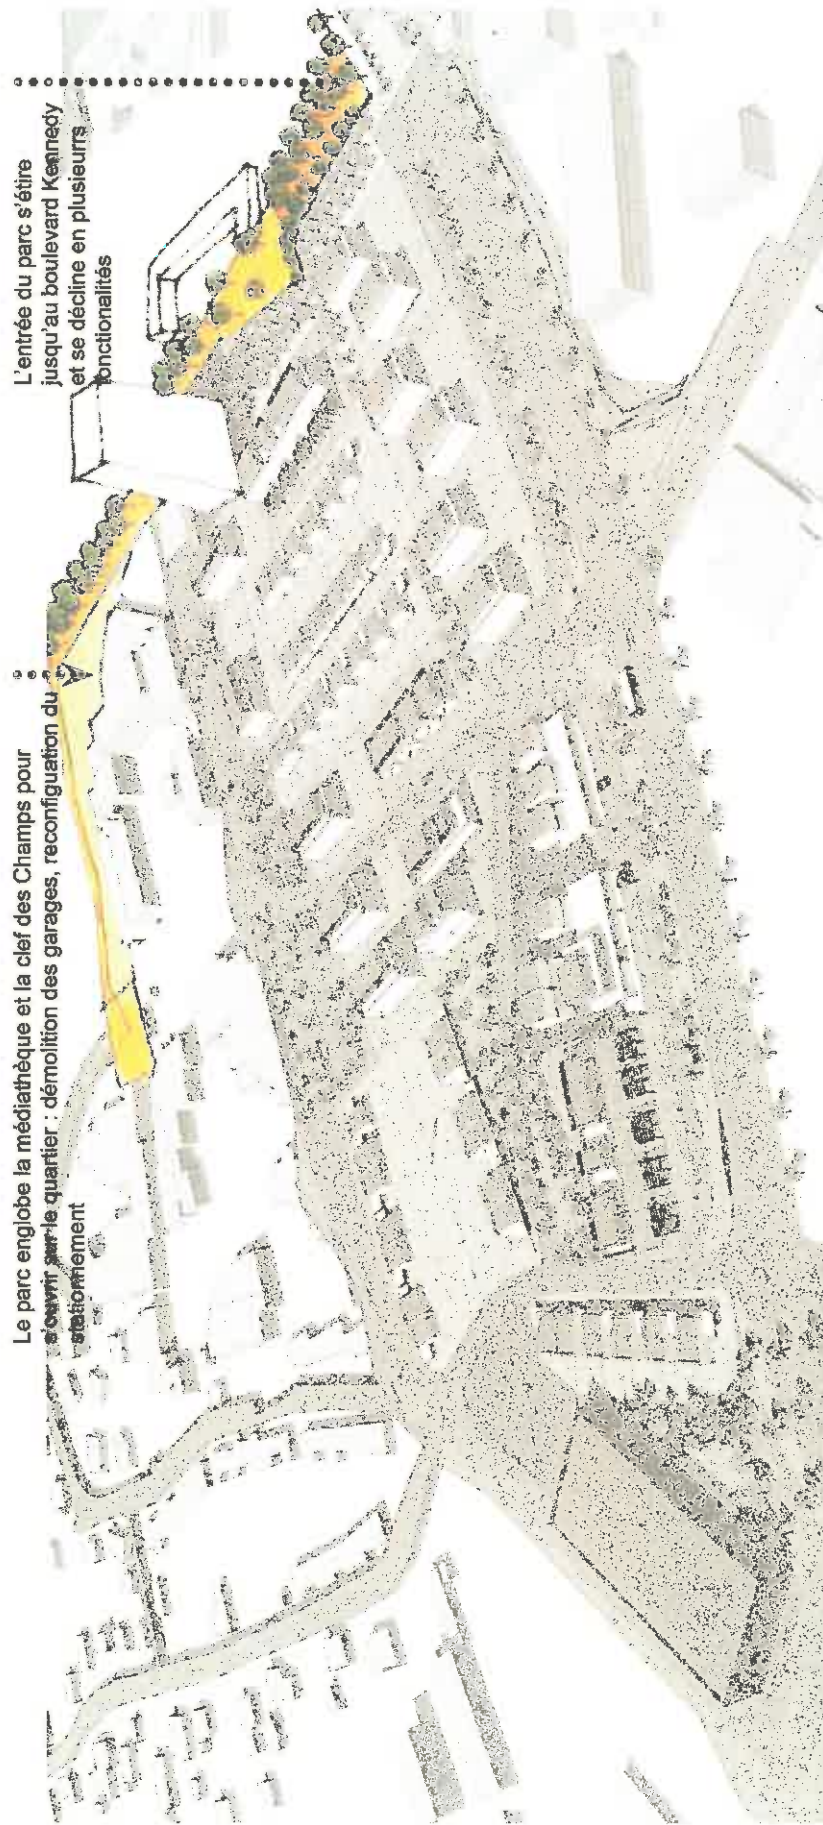 L'entrée du parc s'étire
jusqu'au boulevard Kennedy
et se décline en plusieurrs
fonctionalités
Le parc englobe la médiathèque et la clef des Champs pour
s'ouvrir sur le quartier : démolition des garages, reconfiguation du
stationnement